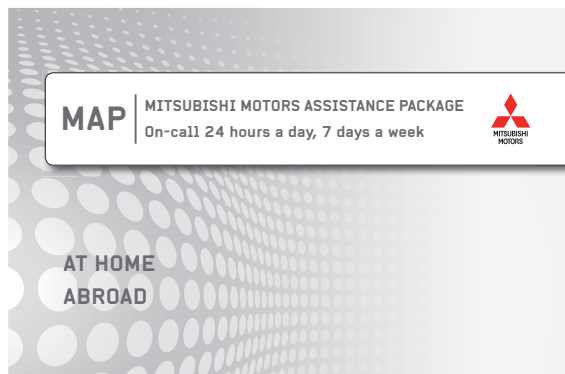 MAP
MITSUBISHI MOTORS ASSISTANCE PACKAGE
On-call 24 hours a day, 7 days a week
MITSUBISHI
MOTORS
AT HOME
ABROAD